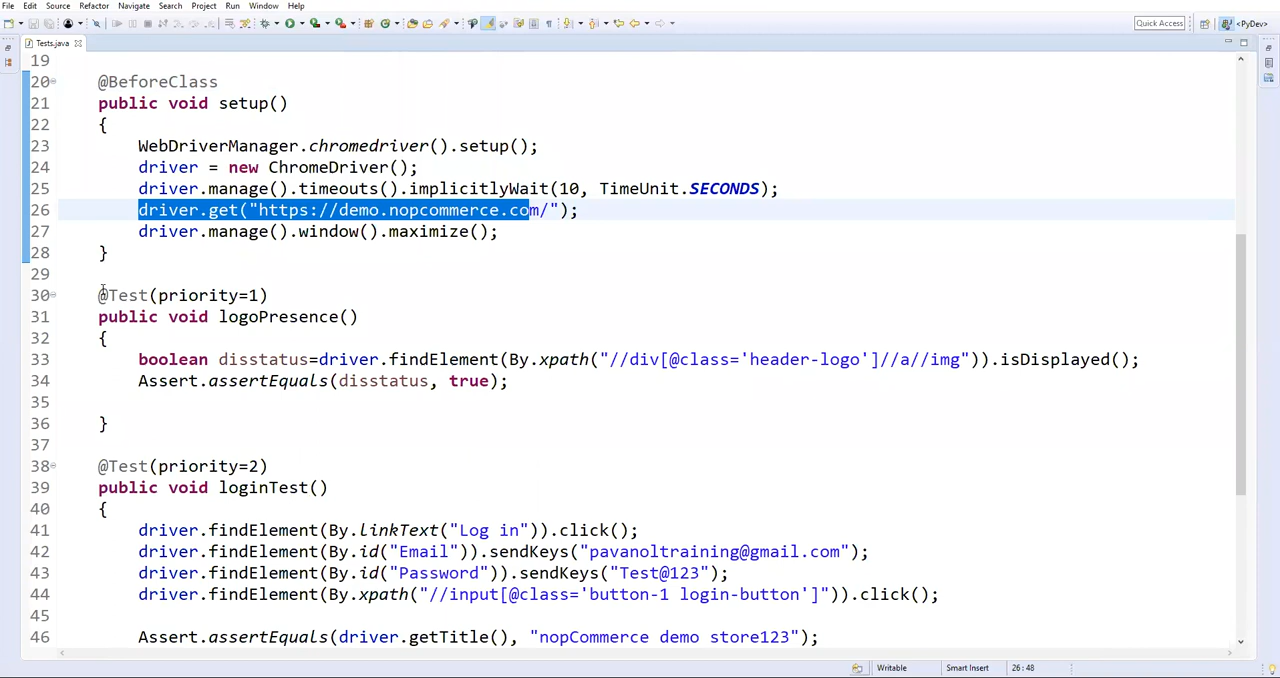 File Edit Source Refactor Navigate Search Project Run Window Help
Quick Access <PyDev>
Tests.java
19
20 @BeforeClass
21 public void setup()
22 {
23 WebDriverManager.chromedriver().setup();
24 driver = new ChromeDriver();
25 driver.manage().timeouts().implicitlyWait(10, TimeUnit.SECONDS);
26 driver.get("https://demo.nopcommerce.com/");
27 driver.manage().window().maximize();
28 }
29
30 @Test(priority=1)
31 public void logoPresence()
32 {
33 boolean disstatus=driver.findElement(By.xpath("//div[@class='header-logo']//a//img")).isDisplayed();
34 Assert.assertEquals(disstatus, true);
35
36 }
37
38 @Test(priority=2)
39 public void loginTest()
40 {
41 driver.findElement(By.linkText("Log in")).click();
42 driver.findElement(By.id("Email")).sendKeys("pavanoltraining@gmail.com");
43 driver.findElement(By.id("Password")).sendKeys("Test@123");
44 driver.findElement(By.xpath("//input[@class='button-1 login-button']")).click();
45
46 Assert.assertEquals(driver.getTitle(), "nopCommerce demo store123");
Writable Smart Insert 26:48